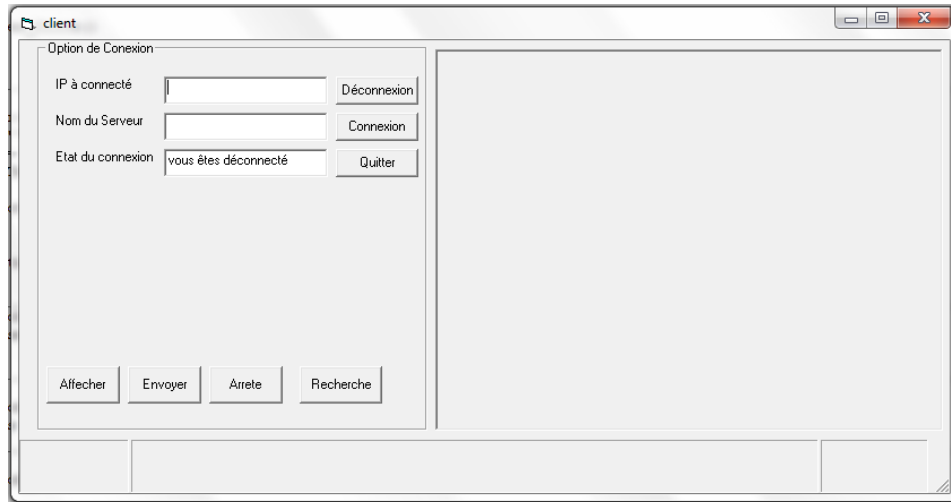 client
Option de Conexion
IP à connecté
Déconnexion
Nom du Serveur
Connexion
Etat du connexion
vous êtes déconnecté
Quitter
Affecher
Envoyer
Arrete
Recherche